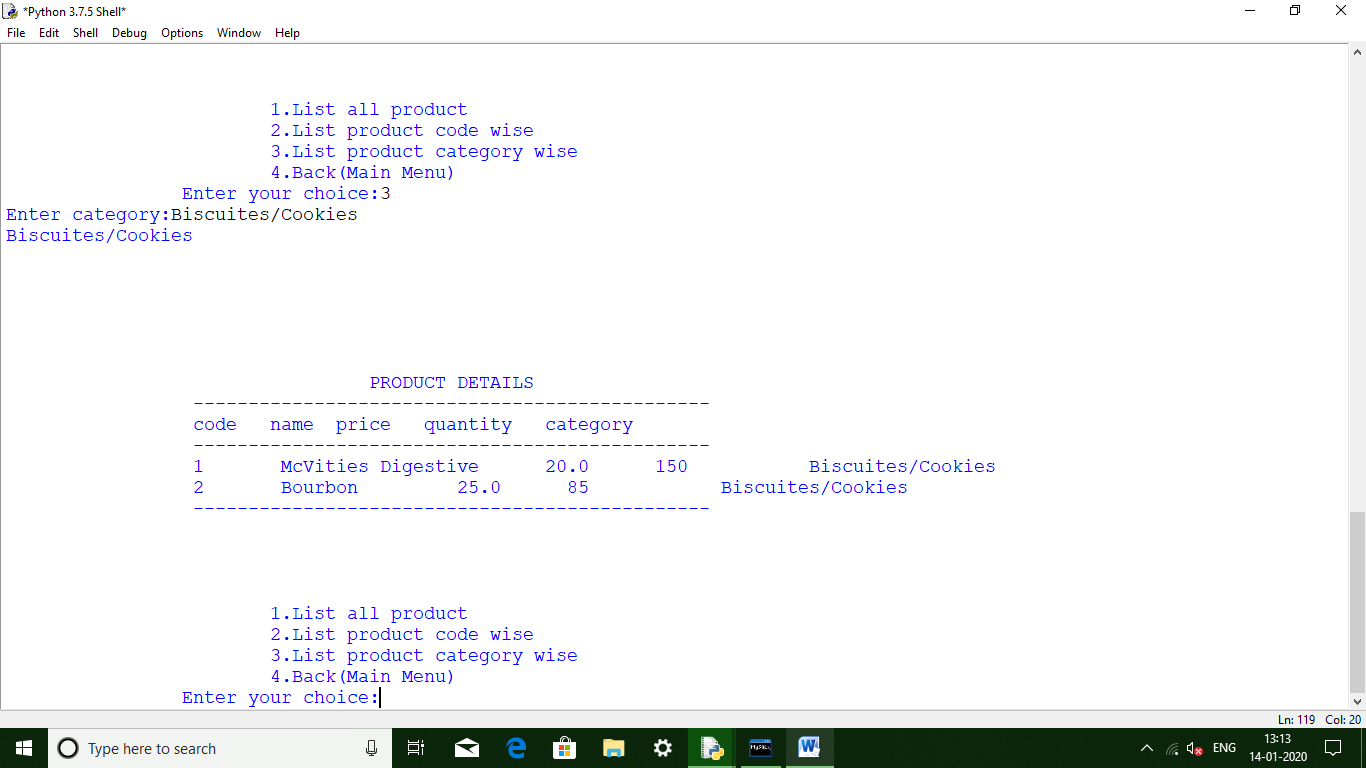 *Python 3.7.5 Shell*
File Edit Shell Debug Options Window Help
1.List all product
2.List product code wise
3.List product category wise
4.Back(Main Menu)
Enter your choice:3
Enter category:Biscuites/Cookies
Biscuites/Cookies
PRODUCT DETAILS
-----------------------------------------------
code name price quantity category
-----------------------------------------------
1 McVities Digestive 20.0 150 Biscuites/Cookies
2 Bourbon 25.0 85 Biscuites/Cookies
-----------------------------------------------
1.List all product
2.List product code wise
3.List product category wise
4.Back(Main Menu)
Enter your choice:
Ln: 119 Col: 20
Type here to search
MySQL
W
ENG
13:13
14-01-2020